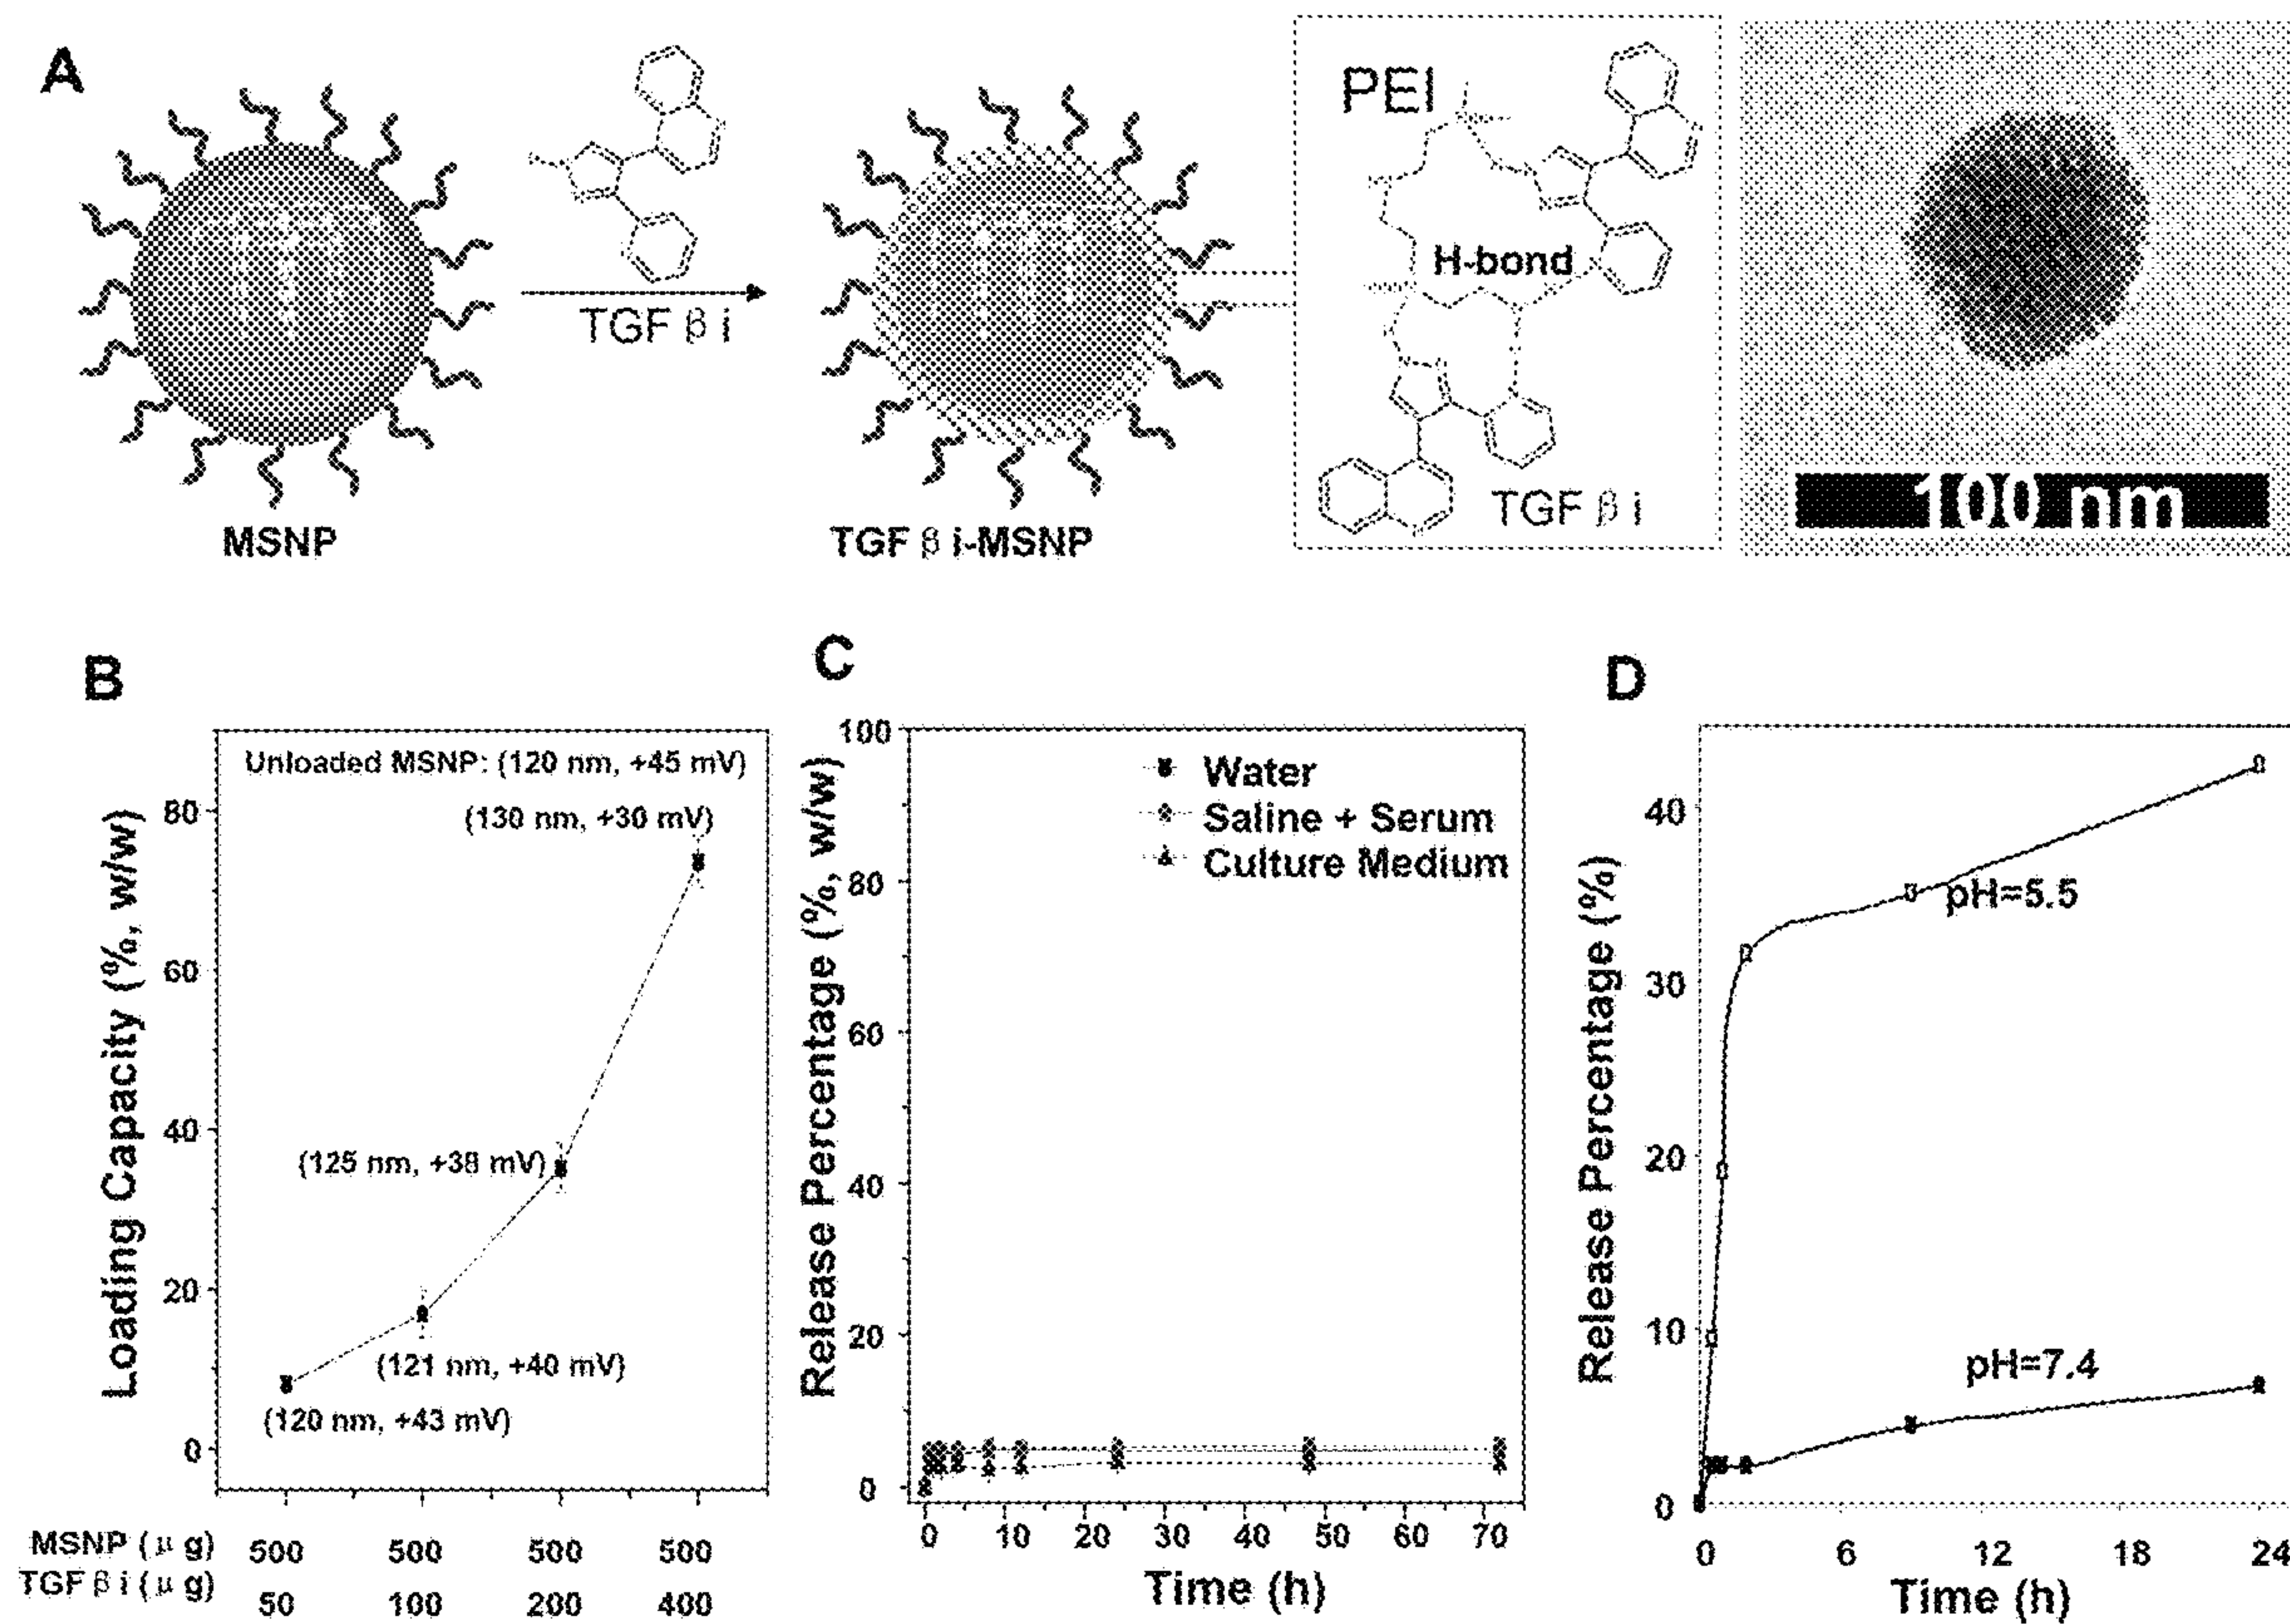 A
PEI
H-bond
TGF β i
TGF β i
100 nm
MSNP
TGF β i-MSNP
B
C
D
Unloaded MSNP: (120 nm, +45 mV)
(130 nm, +30 mV)
(125 nm, +38 mV)
(121 nm, +40 mV)
(120 nm, +43 mV)
Loading Capacity (%, w/w)
80
60
40
20
0
MSNP (μ g) 500 500 500 500
TGF β i (μ g) 50 100 200 400
Release Percentage (%, w/w)
100
80
60
40
20
0
Water
Saline + Serum
Culture Medium
0 10 20 30 40 50 60 70
Time (h)
Release Percentage (%)
40
30
20
10
0
pH=5.5
pH=7.4
0 6 12 18 24
Time (h)